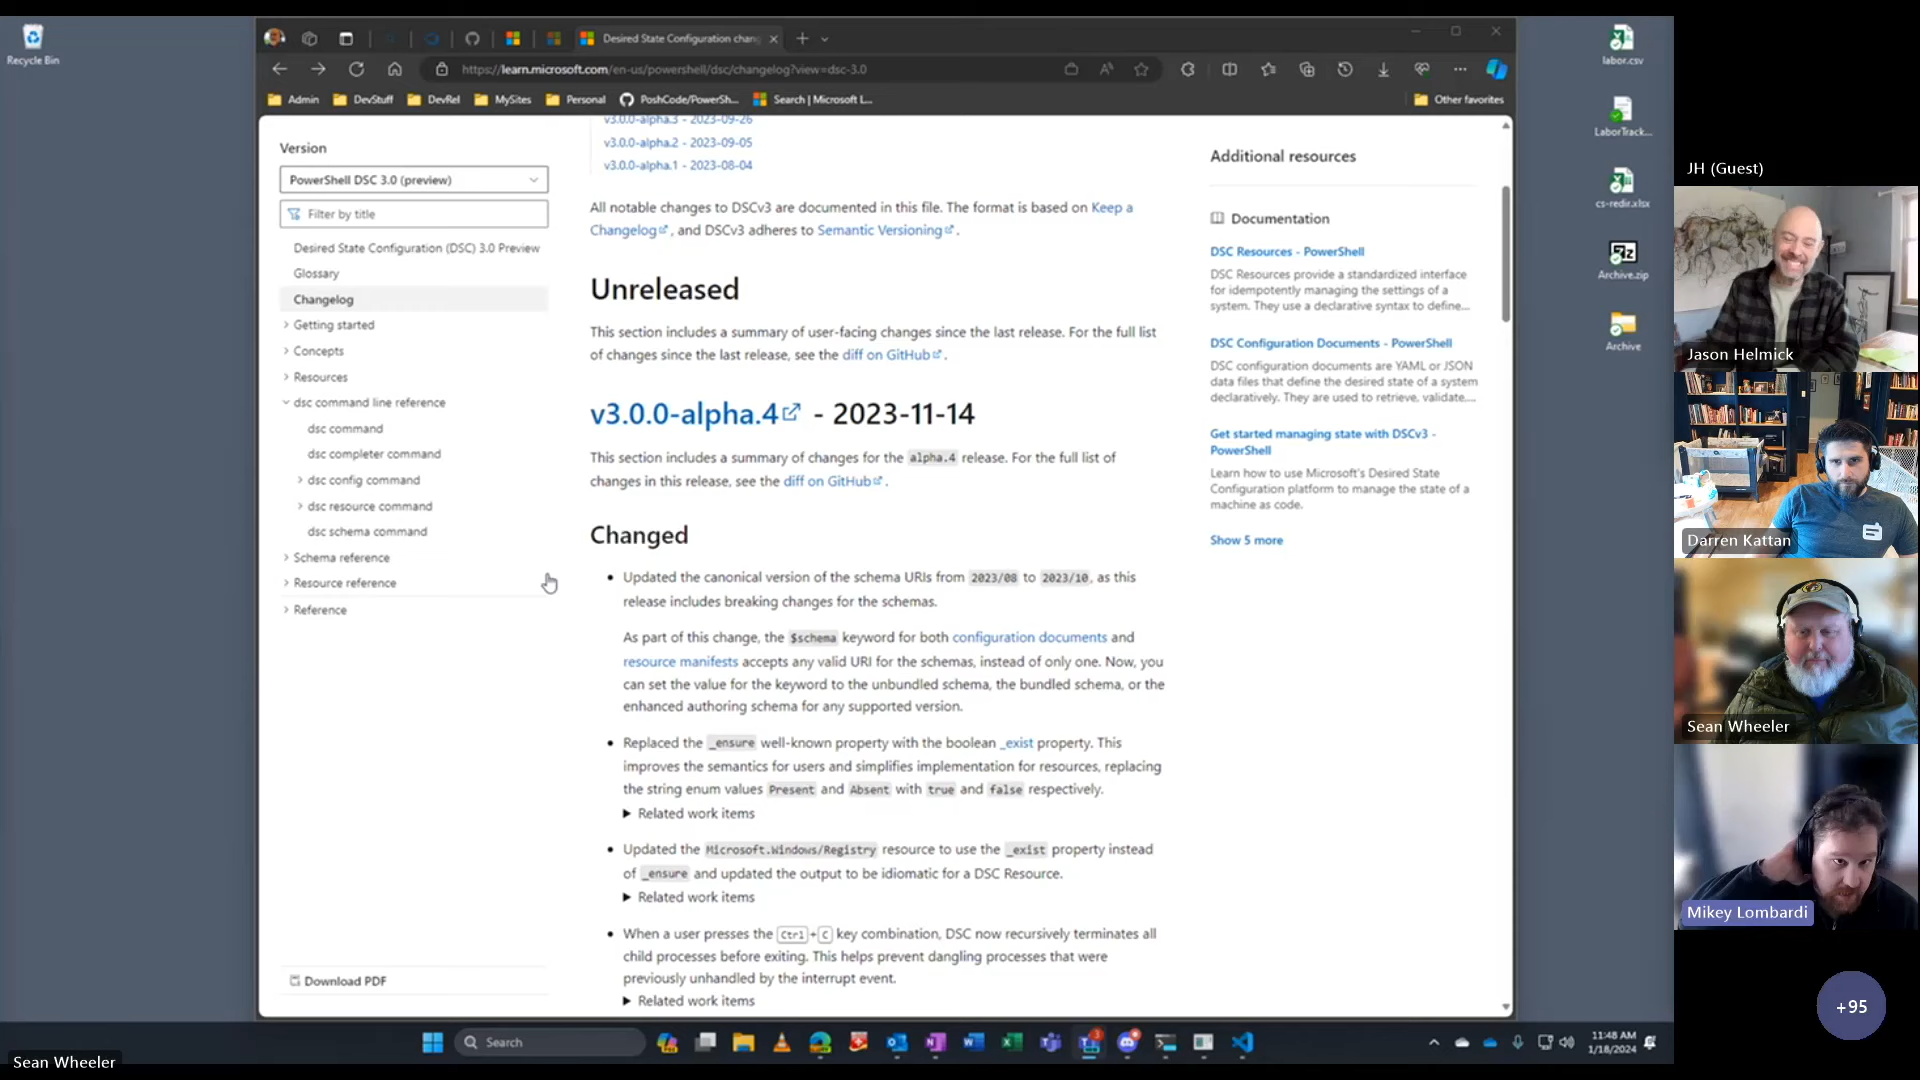 Recycle Bin
Desired State Configuration chan
https://learn.microsoft.com/en-us/powershell/dsc/changelog?view=dsc-3.0
Admin
DevStuff
DevRel
MySites
Personal
PoshCode/PowerSh...
Search | Microsoft L...
Other favorites
Version
PowerShell DSC 3.0 (preview)
Filter by title
Desired State Configuration (DSC) 3.0 Preview
Glossary
Changelog
Getting started
Concepts
Resources
dsc command line reference
dsc command
dsc completer command
dsc config command
dsc resource command
dsc schema command
Schema reference
Resource reference
Reference
Download PDF
v3.0.0-alpha.3 - 2023-09-26
v3.0.0-alpha.2 - 2023-09-05
v3.0.0-alpha.1 - 2023-08-04
All notable changes to DSCv3 are documented in this file. The format is based on Keep a
Changelog, and DSCv3 adheres to Semantic Versioning.
Unreleased
This section includes a summary of user-facing changes since the last release. For the full list
of changes since the last release, see the diff on GitHub.
v3.0.0-alpha.4 - 2023-11-14
This section includes a summary of changes for the alpha.4 release. For the full list of
changes in this release, see the diff on GitHub.
Changed
• Updated the canonical version of the schema URIs from 2023/08 to 2023/10, as this
release includes breaking changes for the schemas.
As part of this change, the $schema keyword for both configuration documents and
resource manifests accepts any valid URI for the schemas, instead of only one. Now, you
can set the value for the keyword to the unbundled schema, the bundled schema, or the
enhanced authoring schema for any supported version.
• Replaced the _ensure well-known property with the boolean _exist property. This
improves the semantics for users and simplifies implementation for resources, replacing
the string enum values Present and Absent with true and false respectively.
Related work items
• Updated the Microsoft.Windows/Registry resource to use the _exist property instead
of _ensure and updated the output to be idiomatic for a DSC Resource.
Related work items
• When a user presses the Ctrl+C key combination, DSC now recursively terminates all
child processes before exiting. This helps prevent dangling processes that were
previously unhandled by the interrupt event.
Related work items
Additional resources
Documentation
DSC Resources - PowerShell
DSC Resources provide a standardized interface
for idempotently managing the settings of a
system. They use a declarative syntax to define...
DSC Configuration Documents - PowerShell
DSC configuration documents are YAML or JSON
data files that define the desired state of a system
declaratively. They are used to retrieve, validate,...
Get started managing state with DSCv3 -
PowerShell
Learn how to use Microsoft's Desired State
Configuration platform to manage the state of a
machine as code.
Show 5 more
labor.csv
LaborTrack...
cs-redir.xlsx
Archive.zip
Archive
JH (Guest)
Jason Helmick
Darren Kattan
Sean Wheeler
Mikey Lombardi
+95
Search
11:48 AM
1/18/2024
Sean Wheeler